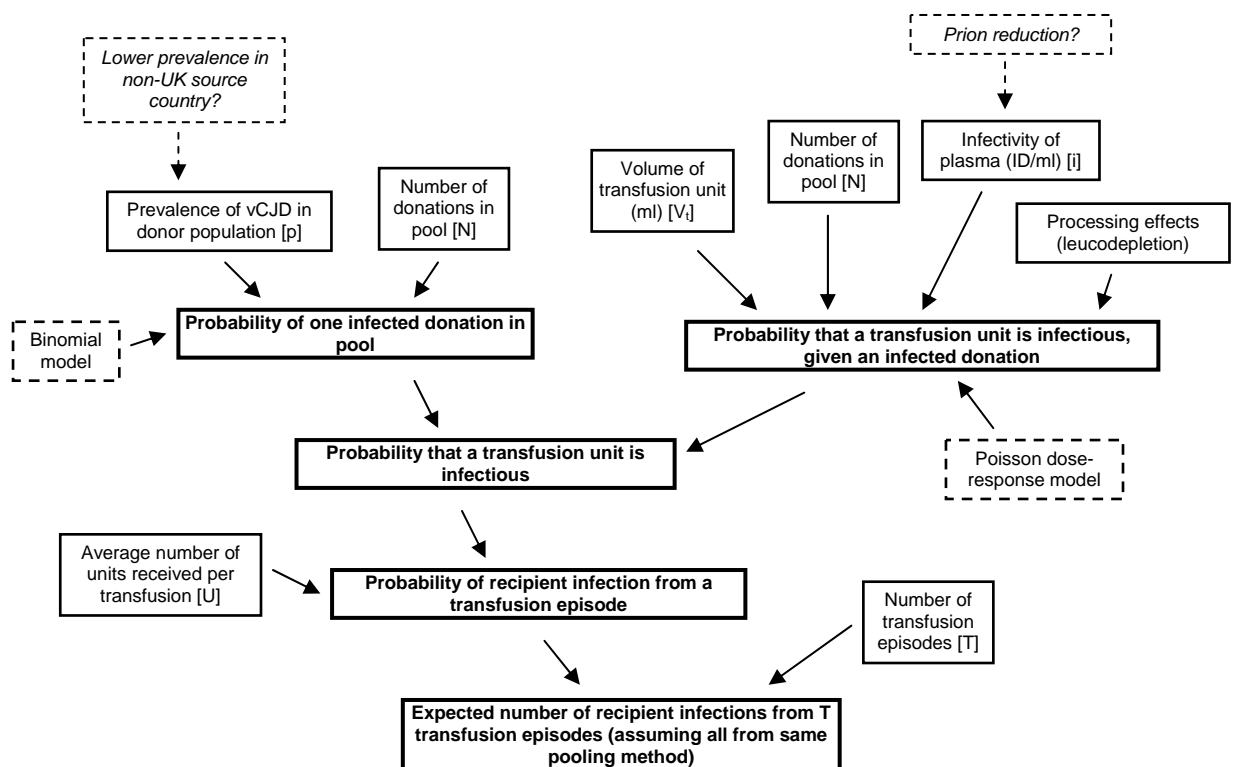 Lower prevalence in
non-UK source
country?
Prion reduction?
Prevalence of vCJD in
donor population [p]
Number of
donations in
pool [N]
Volume of
transfusion unit
(ml) [Vt]
Number of
donations in
pool [N]
Infectivity of
plasma (ID/ml) [i]
Processing effects
(leucodepletion)
Binomial
model
Probability of one infected donation in
pool
Probability that a transfusion unit is infectious,
given an infected donation
Probability that a transfusion unit is
infectious
Poisson dose-
response model
Average number of
units received per
transfusion [U]
Probability of recipient infection from a
transfusion episode
Number of
transfusion
episodes [T]
Expected number of recipient infections from T
transfusion episodes (assuming all from same
pooling method)